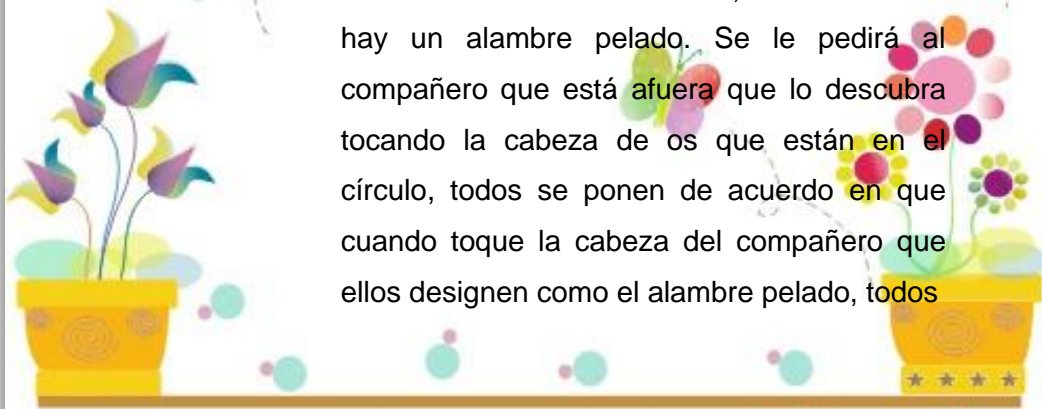 hay un alambre pelado. Se le pedirá al
compañero que está afuera que lo descubra
tocando la cabeza de os que están en el
círculo, todos se ponen de acuerdo en que
cuando toque la cabeza del compañero que
ellos designen como el alambre pelado, todos